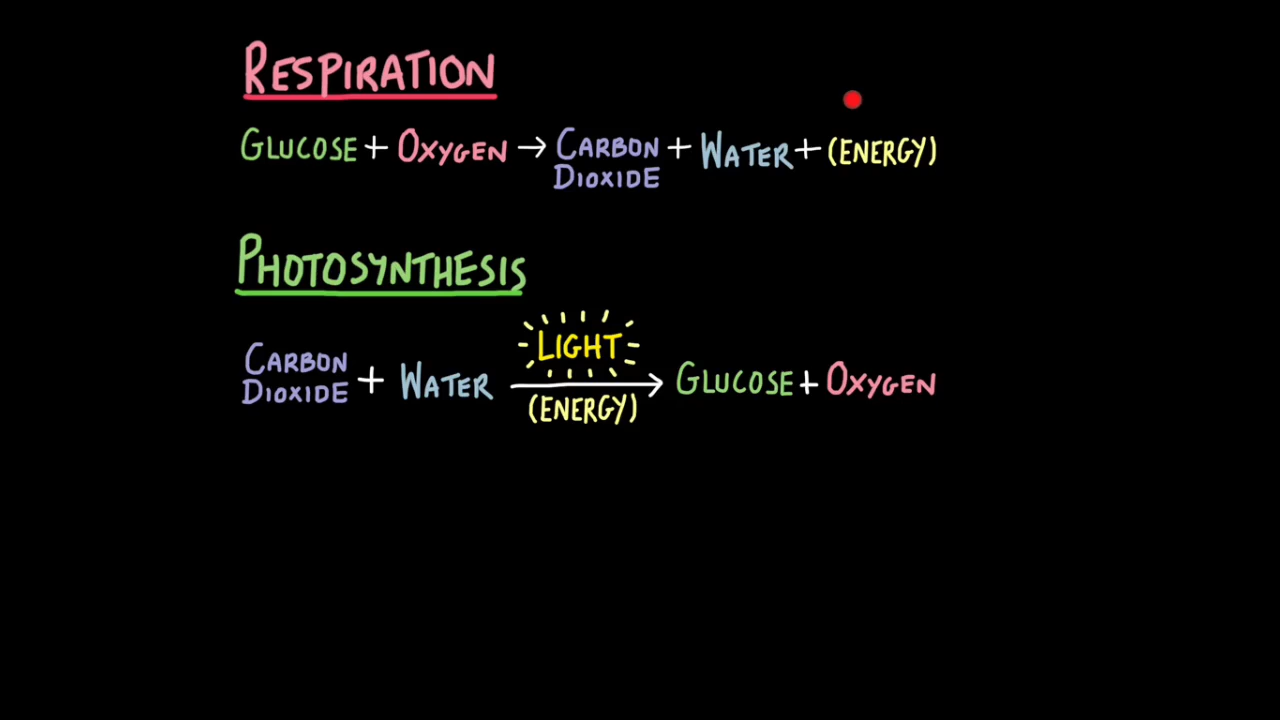 RESPIRATION
GLUCOSE + OXYGEN → CARBON DIOXIDE + WATER + (ENERGY)
PHOTOSYNTHESIS
CARBON DIOXIDE + WATER LIGHT (ENERGY) → GLUCOSE + OXYGEN